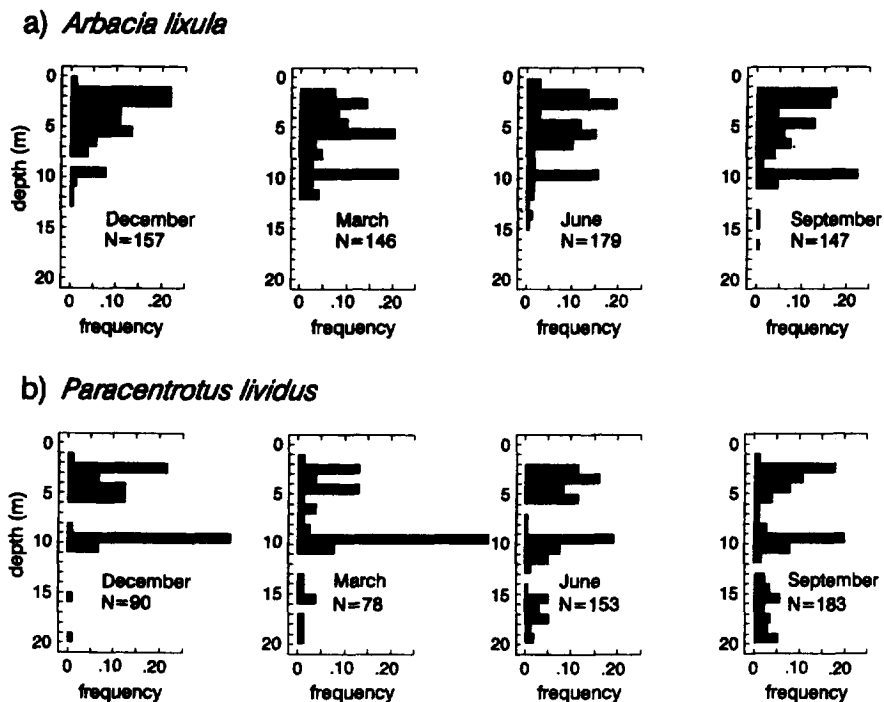 a) Arbacia lixula
depth (m)
0
5
10
15
20
December
N=157
0 .10 .20
frequency
0
5
10
15
20
March
N=146
0 .10 .20
frequency
0
5
10
15
20
June
N=179
0 .10 .20
frequency
0
5
10
15
20
September
N=147
0 .10 .20
frequency
b) Paracentrotus lividus
depth (m)
0
5
10
15
20
December
N=90
0 .10 .20
frequency
0
5
10
15
20
March
N=78
0 .10 .20
frequency
0
5
10
15
20
June
N=153
0 .10 .20
frequency
0
5
10
15
20
September
N=183
0 .10 .20
frequency